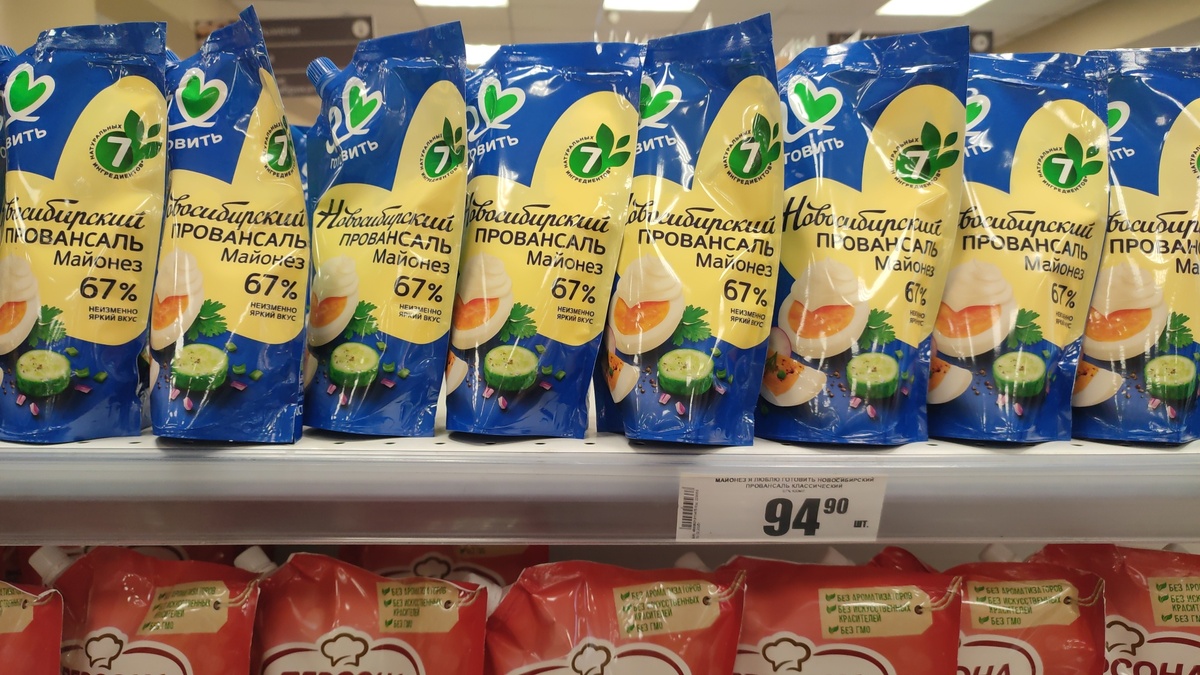 ГОТОВИТЬ
7 НАТУРАЛЬНЫХ ИНГРЕДИЕНТОВ
Новосибирский
ПРОВАНСАЛЬ
Майонез
67%
НЕИЗМЕННО
ЯРКИЙ ВКУС
МАЙОНЕЗ Я ЛЮБЛЮ ГОТОВИТЬ НОВОСИБИРСКИЙ
ПРОВАНСАЛЬ КЛАССИЧЕСКИЙ
94 90
ШТ.
БЕЗ АРОМАТИЗАТОРОВ
БЕЗ ИСКУССТВЕННЫХ
КРАСИТЕЛЕЙ
БЕЗ ГМО